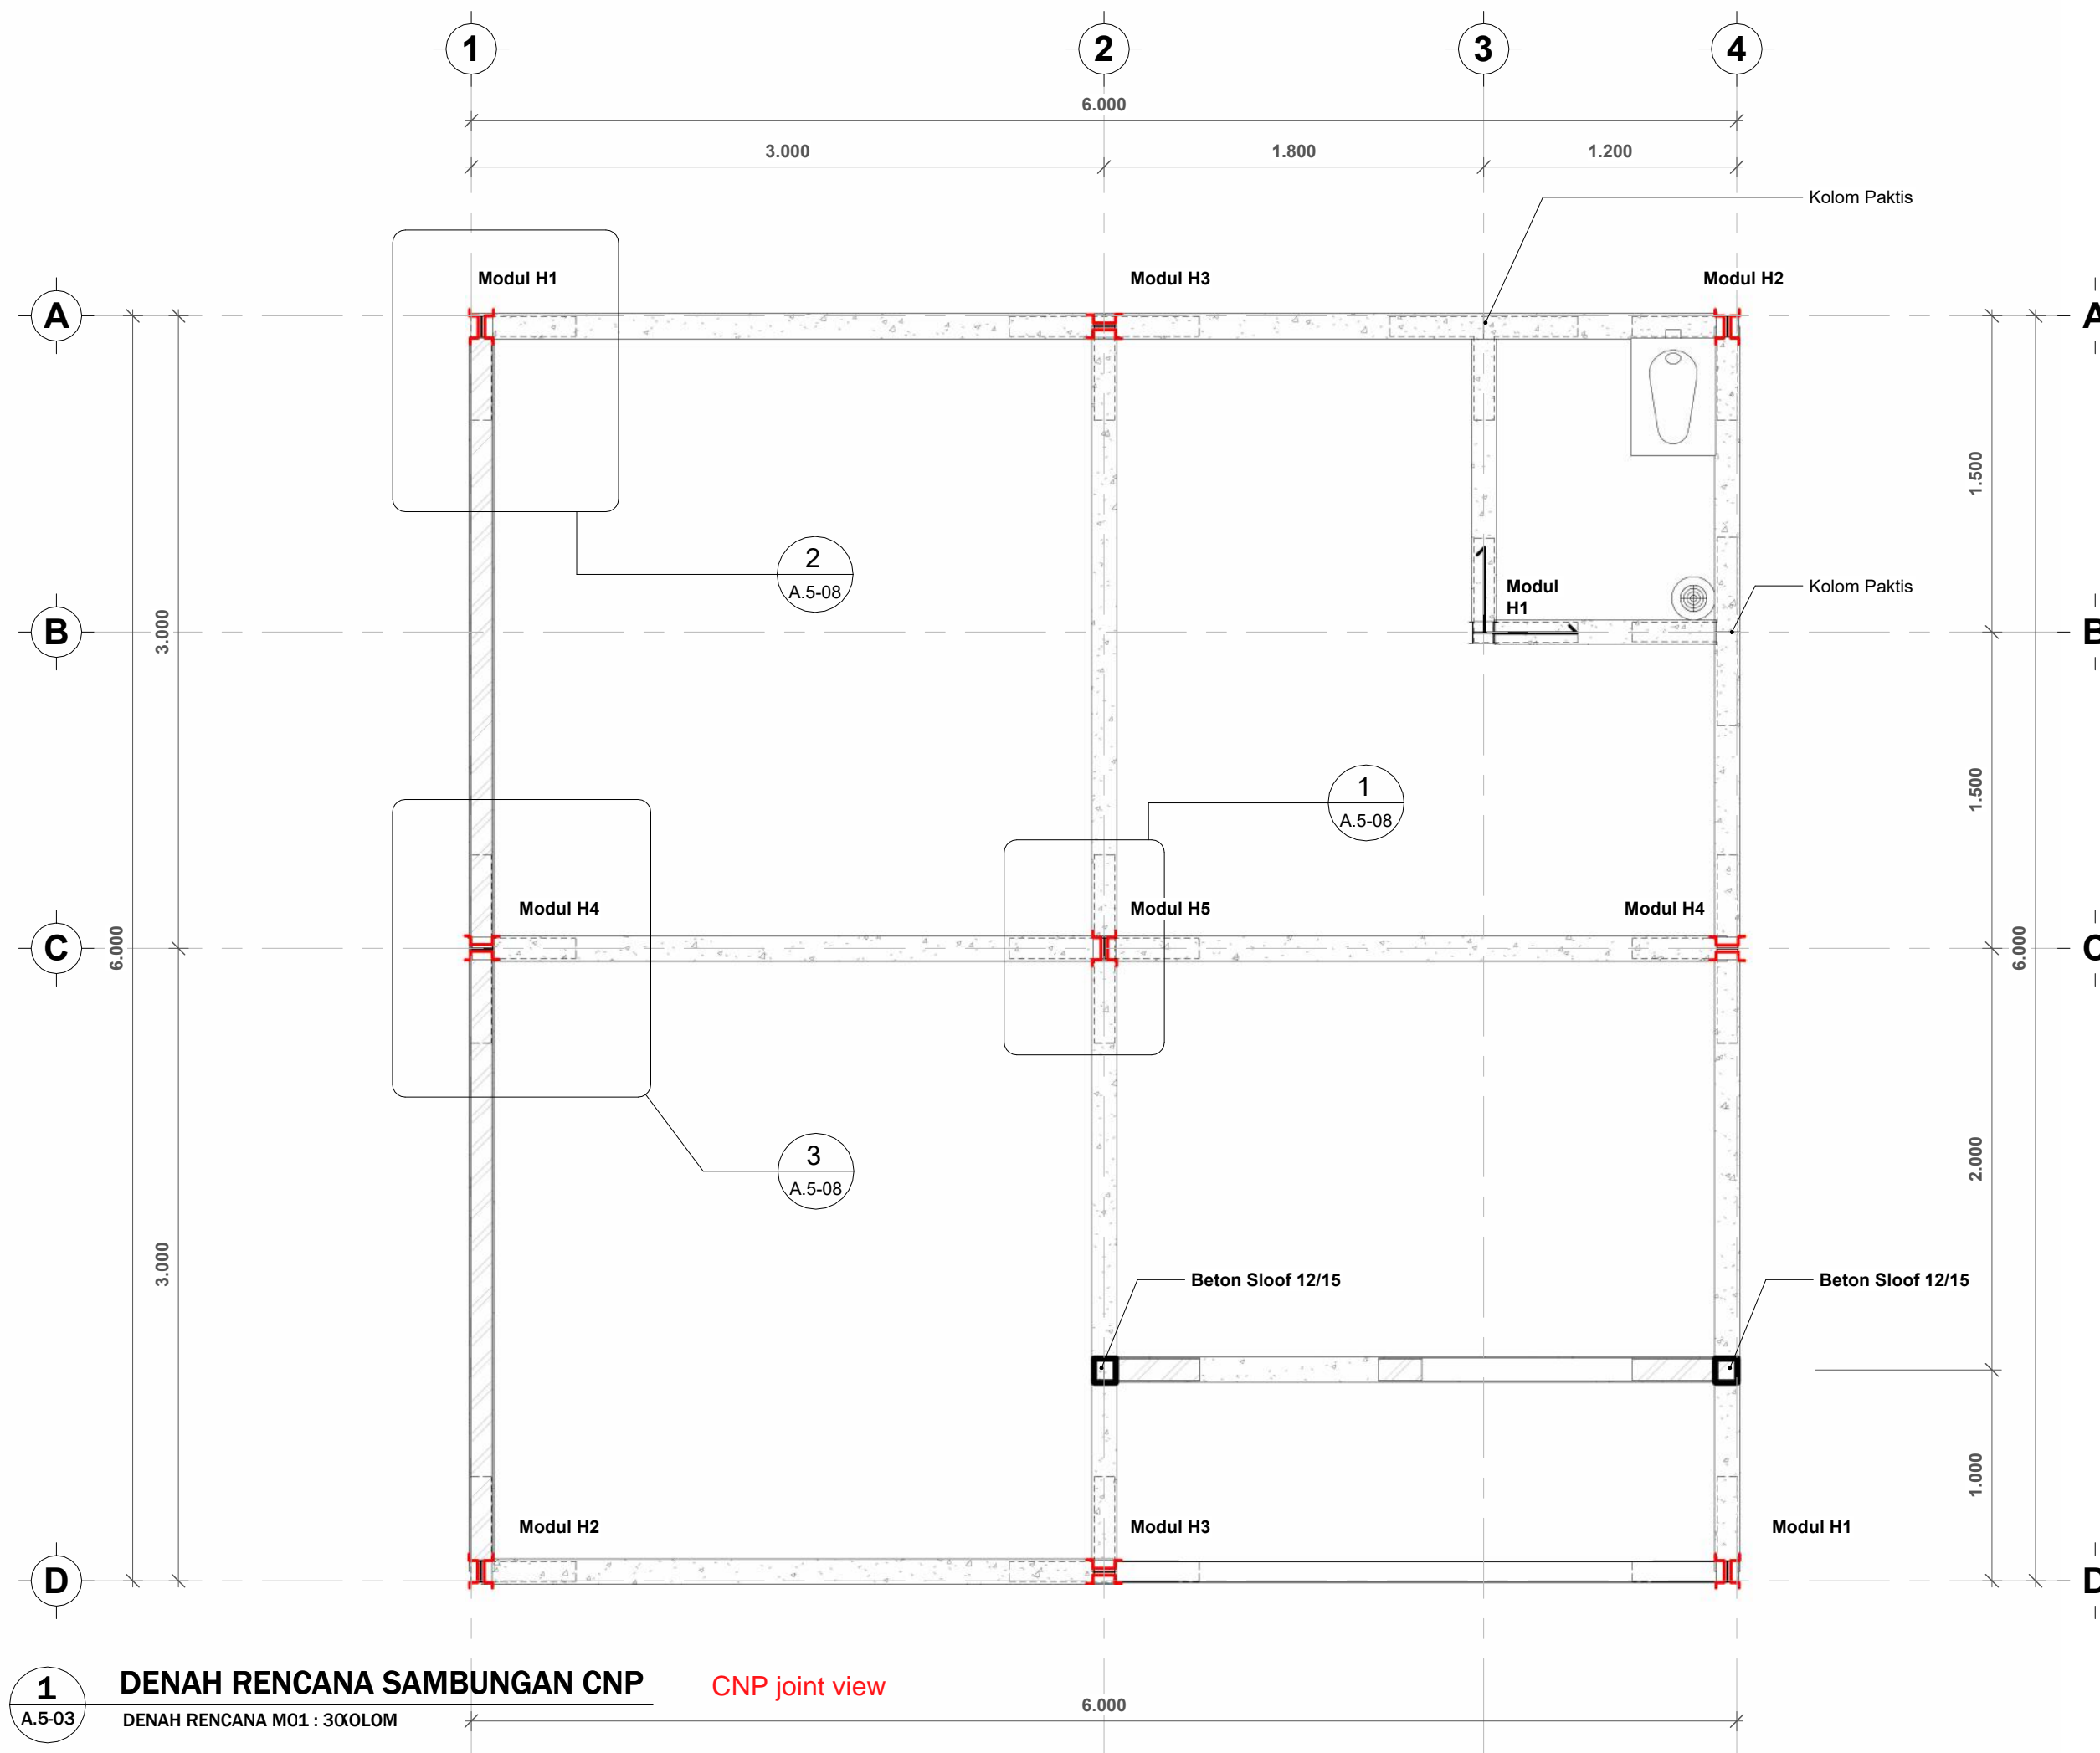 1
2
3
4
6.000
3.000
1.800
1.200
Kolom Paktis
Modul H1
Modul H3
Modul H2
A
A
1.500
2
A.5-08
Modul
H1
Kolom Paktis
B
3.000
B
1
A.5-08
1.500
Modul H4
Modul H5
Modul H4
C
6.000
6.000
C
3
A.5-08
2.000
3.000
Beton Sloof 12/15
Beton Sloof 12/15
1.000
Modul H2
Modul H3
Modul H1
D
D
1
A.5-03
DENAH RENCANA SAMBUNGAN CNP
CNP joint view
DENAH RENCANA
6.000